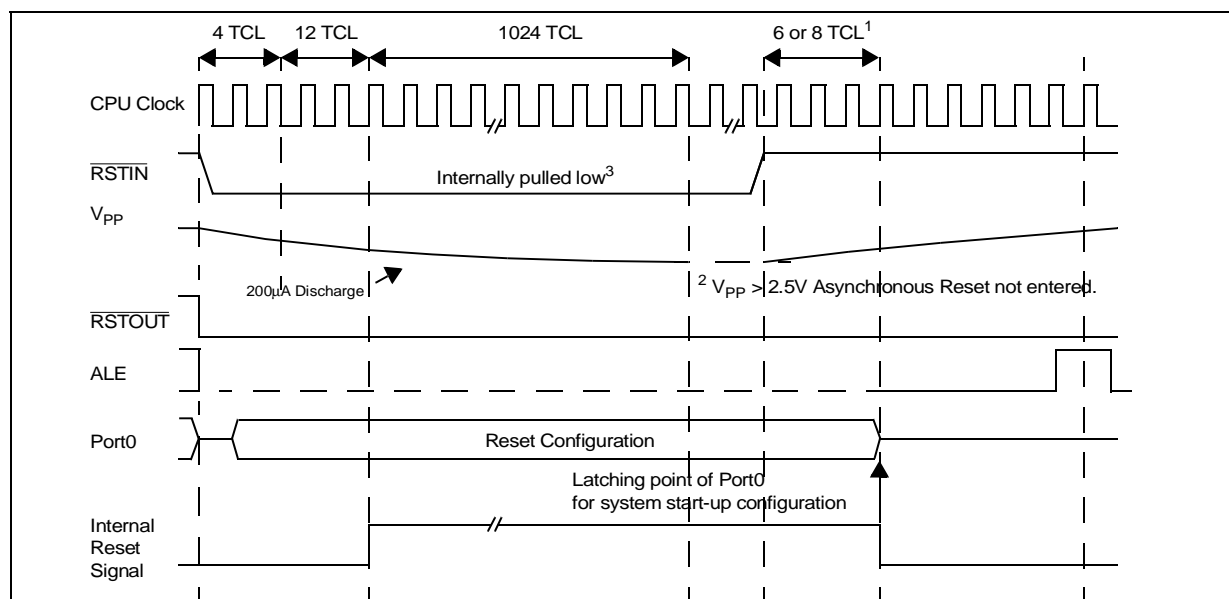 4 TCL 12 TCL 1024 TCL 6 or 8 TCL¹
CPU Clock
RSTIN
Internally pulled low³
VPP
200µA Discharge
² VPP > 2.5V Asynchronous Reset not entered.
RSTOUT
ALE
Port0
Reset Configuration
Latching point of Port0
for system start-up configuration
Internal
Reset
Signal